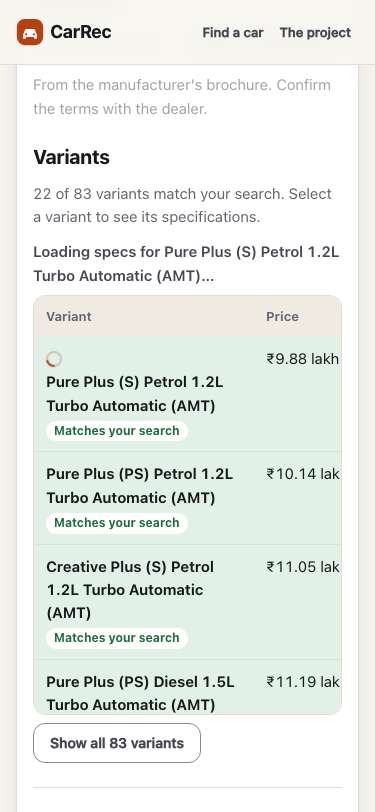 CarRec
Find a car
The project
From the manufacturer's brochure. Confirm
the terms with the dealer.
Variants
22 of 83 variants match your search. Select
a variant to see its specifications.
Loading specs for Pure Plus (S) Petrol 1.2L
Turbo Automatic (AMT)...
Variant
Price
Pure Plus (S) Petrol 1.2L
Turbo Automatic (AMT)
Matches your search
₹9.88 lakh
Pure Plus (PS) Petrol 1.2L
Turbo Automatic (AMT)
Matches your search
₹10.14 lak
Creative Plus (S) Petrol
1.2L Turbo Automatic
(AMT)
Matches your search
₹11.05 lak
Pure Plus (PS) Diesel 1.5L
Turbo Automatic (AMT)
₹11.19 lak
Show all 83 variants